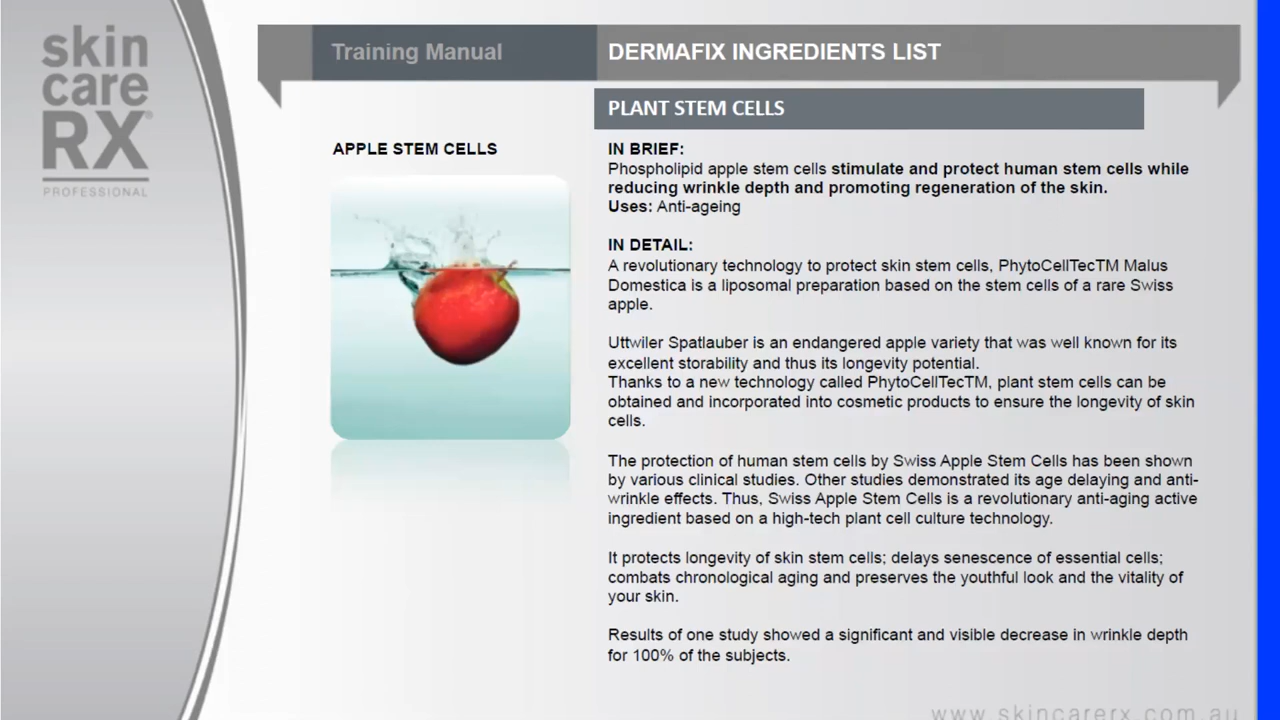 skin
care
RX®
PROFESSIONAL
Training Manual
DERMAFIX INGREDIENTS LIST
PLANT STEM CELLS
APPLE STEM CELLS
IN BRIEF:
Phospholipid apple stem cells stimulate and protect human stem cells while
reducing wrinkle depth and promoting regeneration of the skin.
Uses: Anti-ageing
IN DETAIL:
A revolutionary technology to protect skin stem cells, PhytoCellTecTM Malus
Domestica is a liposomal preparation based on the stem cells of a rare Swiss
apple.
Uttwiler Spatlauber is an endangered apple variety that was well known for its
excellent storability and thus its longevity potential.
Thanks to a new technology called PhytoCellTecTM, plant stem cells can be
obtained and incorporated into cosmetic products to ensure the longevity of skin
cells.
The protection of human stem cells by Swiss Apple Stem Cells has been shown
by various clinical studies. Other studies demonstrated its age delaying and anti-
wrinkle effects. Thus, Swiss Apple Stem Cells is a revolutionary anti-aging active
ingredient based on a high-tech plant cell culture technology.
It protects longevity of skin stem cells; delays senescence of essential cells;
combats chronological aging and preserves the youthful look and the vitality of
your skin.
Results of one study showed a significant and visible decrease in wrinkle depth
for 100% of the subjects.
www.skincarerx.com.au